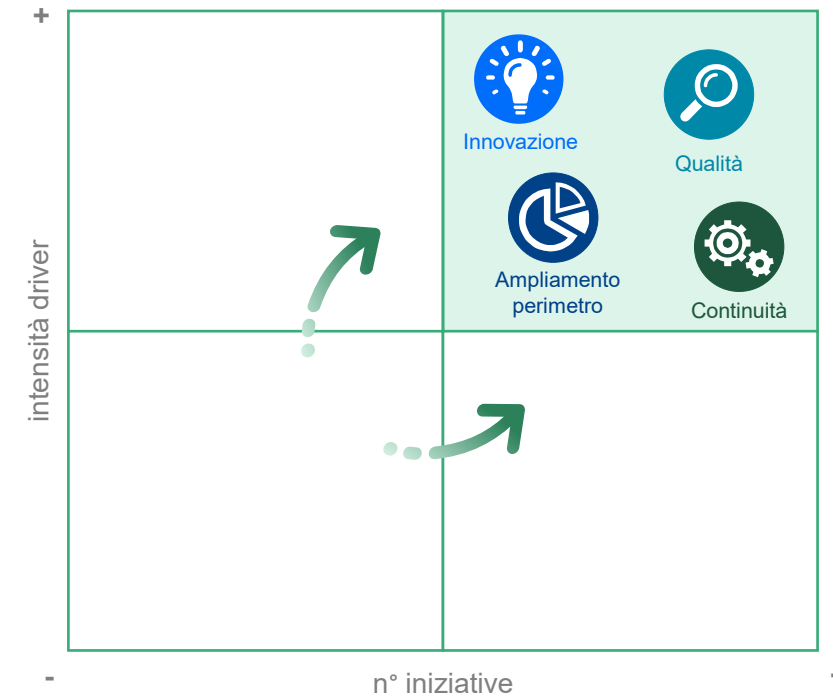 +
Innovazione
Qualità
Ampliamento
perimetro
Continuità
intensità driver
-
n° iniziative